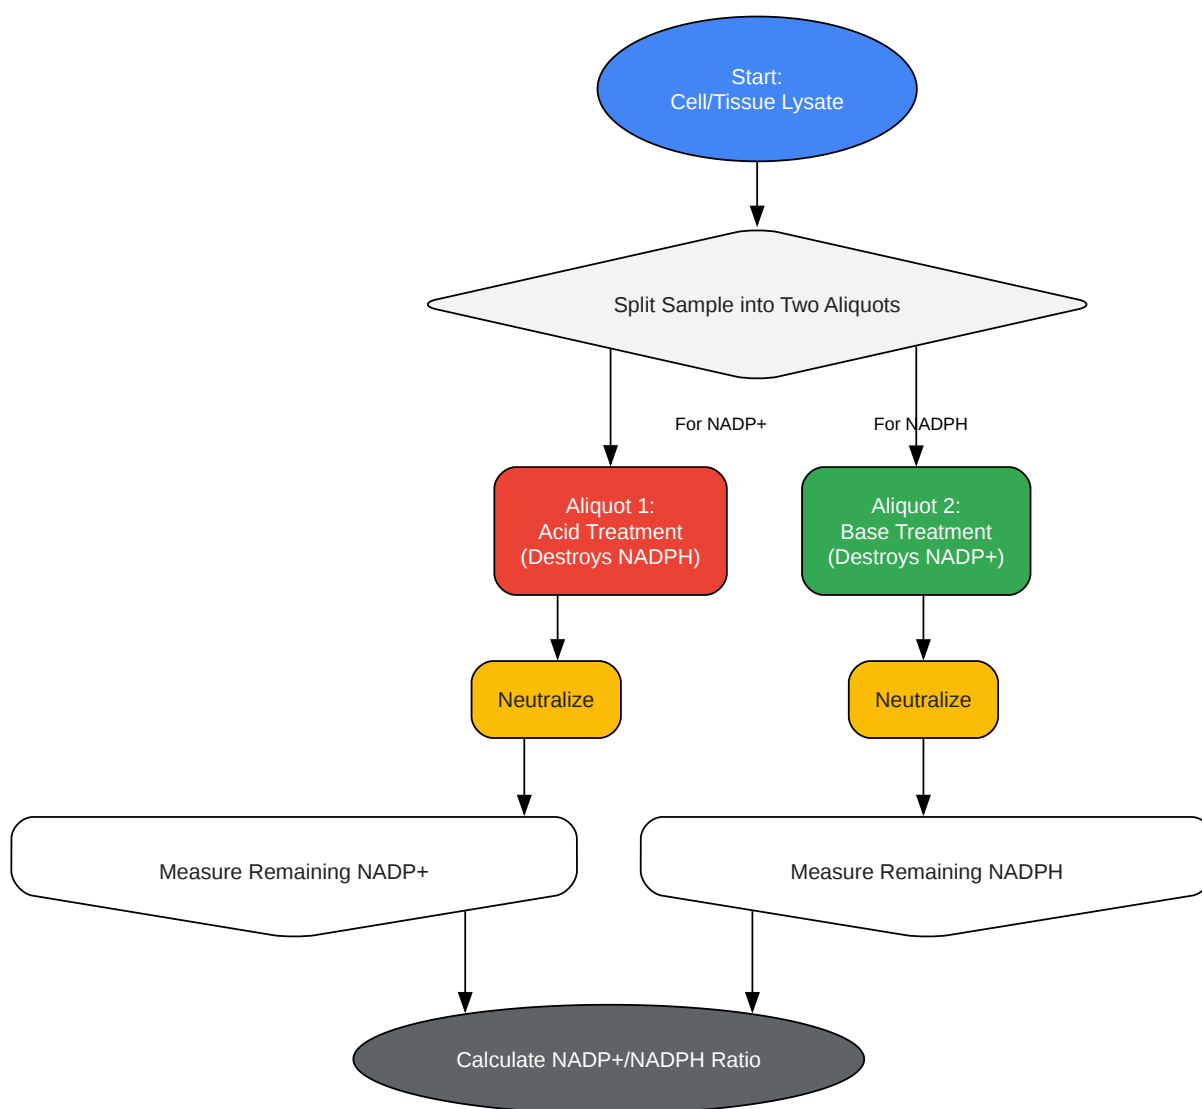 Start:
Cell/Tissue Lysate
Split Sample into Two Aliquots
For NADP+
For NADPH
Aliquot 1:
Acid Treatment
(Destroys NADPH)
Aliquot 2:
Base Treatment
(Destroys NADP+)
Neutralize
Neutralize
Measure Remaining NADP+
Measure Remaining NADPH
Calculate NADP+/NADPH Ratio